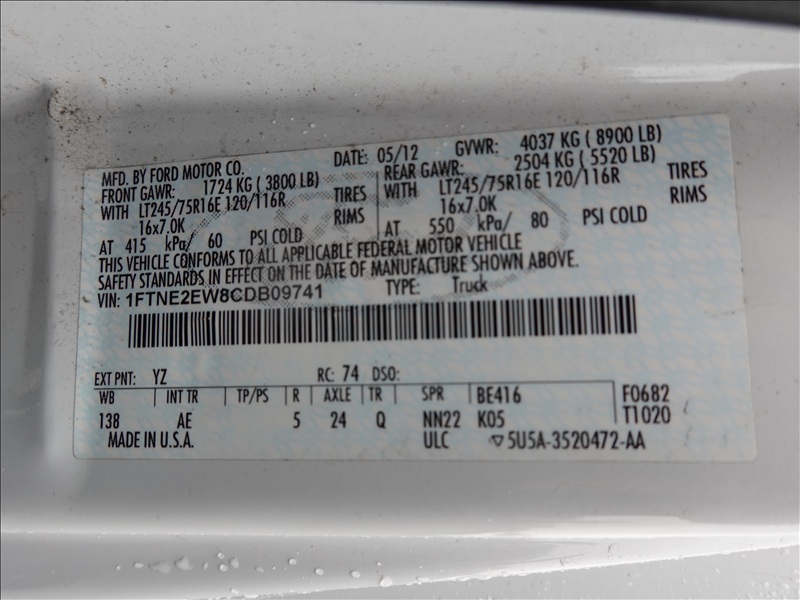 MFD. BY FORD MOTOR CO. DATE: 05/12 GVWR: 4037 KG ( 8900 LB)
FRONT GAWR: 1724 KG ( 3800 LB) REAR GAWR: 2504 KG ( 5520 LB)
WITH LT245/75R16E 120/116R TIRES WITH LT245/75R16E 120/116R TIRES
16x7.0K RIMS 16x7.0K RIMS
AT 415 kPa/ 60 PSI COLD AT 550 kPa/ 80 PSI COLD
THIS VEHICLE CONFORMS TO ALL APPLICABLE FEDERAL MOTOR VEHICLE
SAFETY STANDARDS IN EFFECT ON THE DATE OF MANUFACTURE SHOWN ABOVE.
VIN: 1FTNE2EW8CDB09741 TYPE: Truck
EXT PNT: YZ RC: 74 DSO:
WB INT TR TP/PS R AXLE TR SPR BE416 F0682
138 AE 5 24 Q NN22 K05 T1020
MADE IN U.S.A. ULC 5U5A-3520472-AA